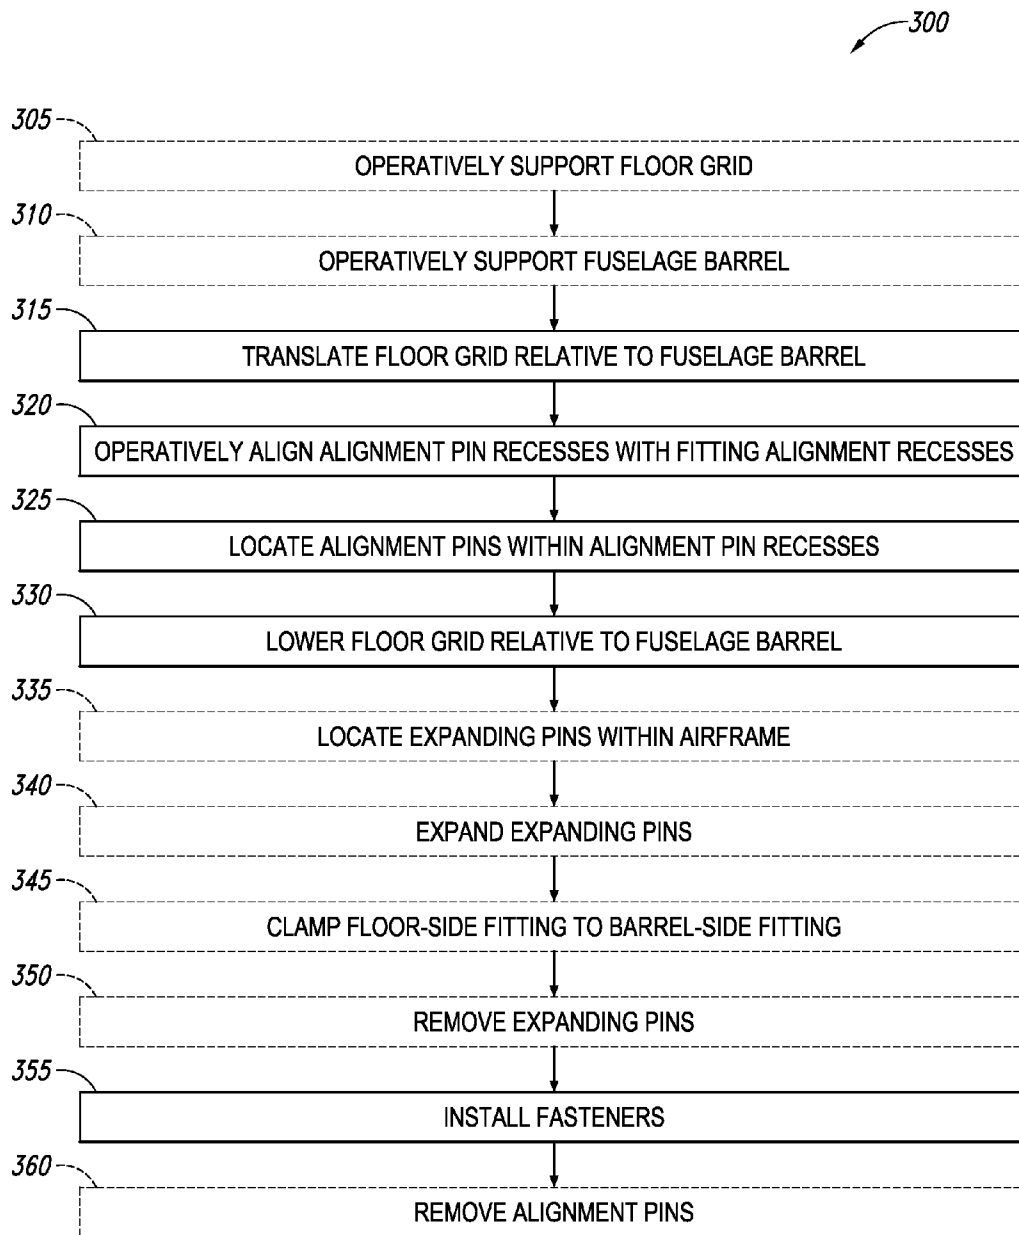 300
305
OPERATIVELY SUPPORT FLOOR GRID
310
OPERATIVELY SUPPORT FUSELAGE BARREL
315
TRANSLATE FLOOR GRID RELATIVE TO FUSELAGE BARREL
320
OPERATIVELY ALIGN ALIGNMENT PIN RECESSES WITH FITTING ALIGNMENT RECESSES
325
LOCATE ALIGNMENT PINS WITHIN ALIGNMENT PIN RECESSES
330
LOWER FLOOR GRID RELATIVE TO FUSELAGE BARREL
335
LOCATE EXPANDING PINS WITHIN AIRFRAME
340
EXPAND EXPANDING PINS
345
CLAMP FLOOR-SIDE FITTING TO BARREL-SIDE FITTING
350
REMOVE EXPANDING PINS
355
INSTALL FASTENERS
360
REMOVE ALIGNMENT PINS